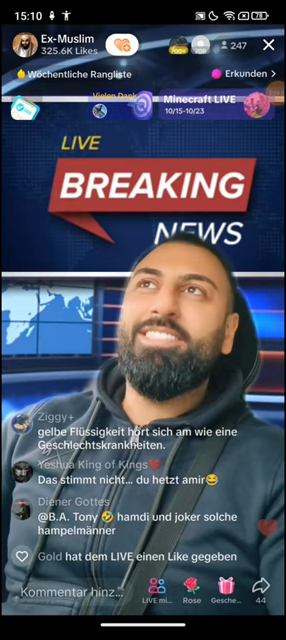 15:10
78
Ex-Muslim
325.6K Likes
247
Wöchentliche Rangliste
Erkunden >
Vielen Dank
Minecraft LIVE
10/15-10/23
LIVE
BREAKING
NEWS
Ziggy+
gelbe Flüssigkeit hört sich am wie eine
Geschlechtskrankheiten.
Yeshua King of Kings
Das stimmt nicht... du hetzt amir😂
Diener Gottes
@B.A. Tony 🤣 hamdi und joker solche
hampelmänner
Gold hat dem LIVE einen Like gegeben
Kommentar hinz...
LIVE mi...
Rose
Gesche...
44